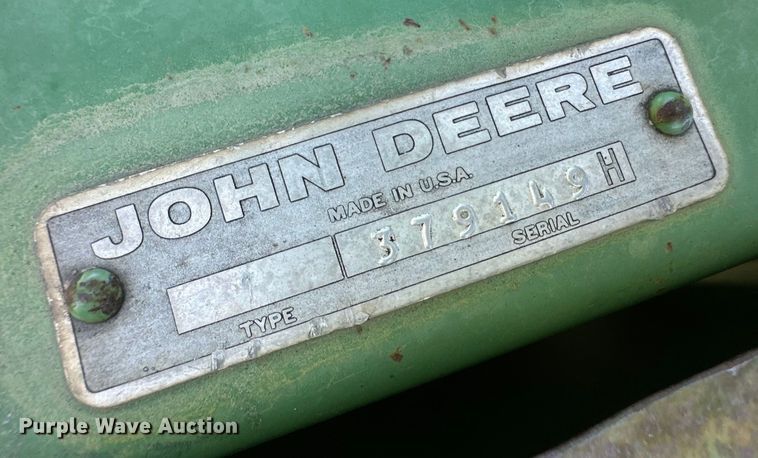 JOHN DEERE
MADE IN U.S.A.
379149H
TYPE
SERIAL
Purple Wave Auction